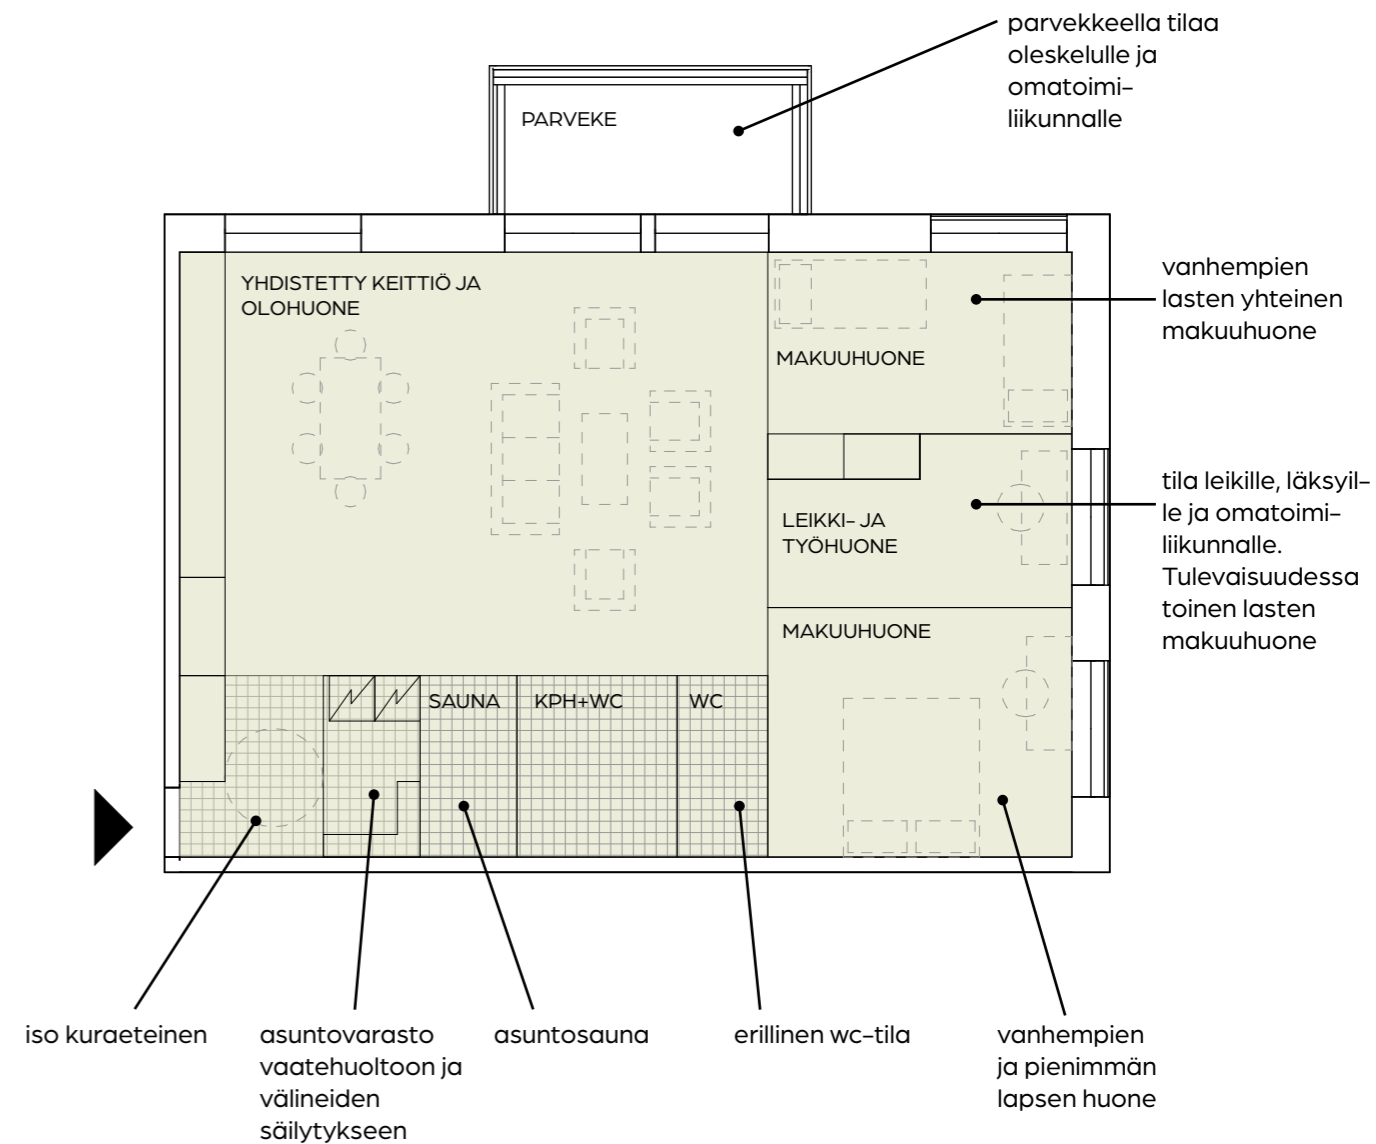 parvekkeella tilaa
oleskelulle ja
omatoimi-
liikunnalle
PARVEKE
YHDISTETTY KEITTIÖ JA
OLOHUONE
vanhempien
lasten yhteinen
makuuhuone
MAKUUHUONE
tila leikille, läksyil-
le ja omatoimi-
liikunnalle.
Tulevaisuudessa
toinen lasten
makuuhuone
LEIKKI- JA
TYÖHUONE
MAKUUHUONE
SAUNA
KPH+WC
WC
iso kuraeteinen
asuntovarasto
vaatehuoltoon ja
välineiden
säilytykseen
asuntosauna
erillinen wc-tila
vanhempien
ja pienimmän
lapsen huone